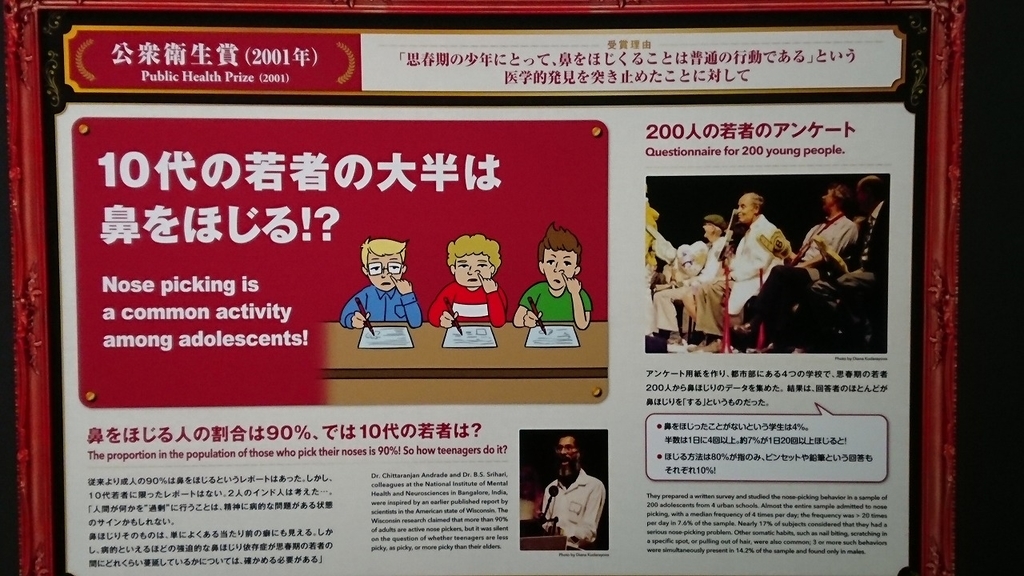 公衆衛生賞(2001年)
Public Health Prize (2001)
受賞理由
「思春期の少年にとって、鼻をほじくることは普通の行動である」という
医学的発見を突き止めたことに対して
10代の若者の大半は
鼻をほじる!?
Nose picking is
a common activity
among adolescents!
鼻をほじる人の割合は90%、では10代の若者は?
The proportion in the population of those who pick their noses is 90%! So how teenagers do it?
従来より成人の90%は鼻をほじるというレポートはあった。しかし、
10代若者に限ったレポートはない。2人のインド人は考えた…。
「人間が何かを"過剰"に行うことは、精神に病的な問題がある状態
のサインかもしれない。
鼻ほじりそのものは、単によくある当たり前の癖にも見える。しか
し、病的といえるほどの強迫的な鼻ほじり依存症が思春期の若者の
間にどれくらい蔓延しているかについては、確かめる必要がある」
Dr. Chittaranjan Andrade and Dr. B.S. Srihari,
colleagues at the National Institute of Mental
Health and Neurosciences in Bangalore, India,
were inspired by an earlier published report by
scientists in the American state of Wisconsin. The
Wisconsin research claimed that more than 90%
of adults are active nose pickers, but it was silent
on the question of whether teenagers are less
picky, as picky, or more picky than their elders.
200人の若者のアンケート
Questionnaire for 200 young people.
アンケート用紙を作り、都市部にある4つの学校で、思春期の若者
200人から鼻ほじりのデータを集めた。結果は、回答者のほとんどが
鼻ほじりを「する」というものだった。
● 鼻をほじったことがないという学生は4%。
半数は1日に4回以上。約7%が1日20回以上ほじると!
● ほじる方法は80%が指のみ、ピンセットや鉛筆という回答も
それぞれ10%!
They prepared a written survey and studied the nose-picking behavior in a sample of
200 adolescents from 4 urban schools. Almost the entire sample admitted to nose
picking, with a median frequency of 4 times per day; the frequency was > 20 times
per day in 7.6% of the sample. Nearly 17% of subjects considered that they had a
serious nose-picking problem. Other somatic habits, such as nail biting, scratching in
a specific spot, or pulling out of hair, were also common; 3 or more such behaviors
were simultaneously present in 14.2% of the sample and found only in males.